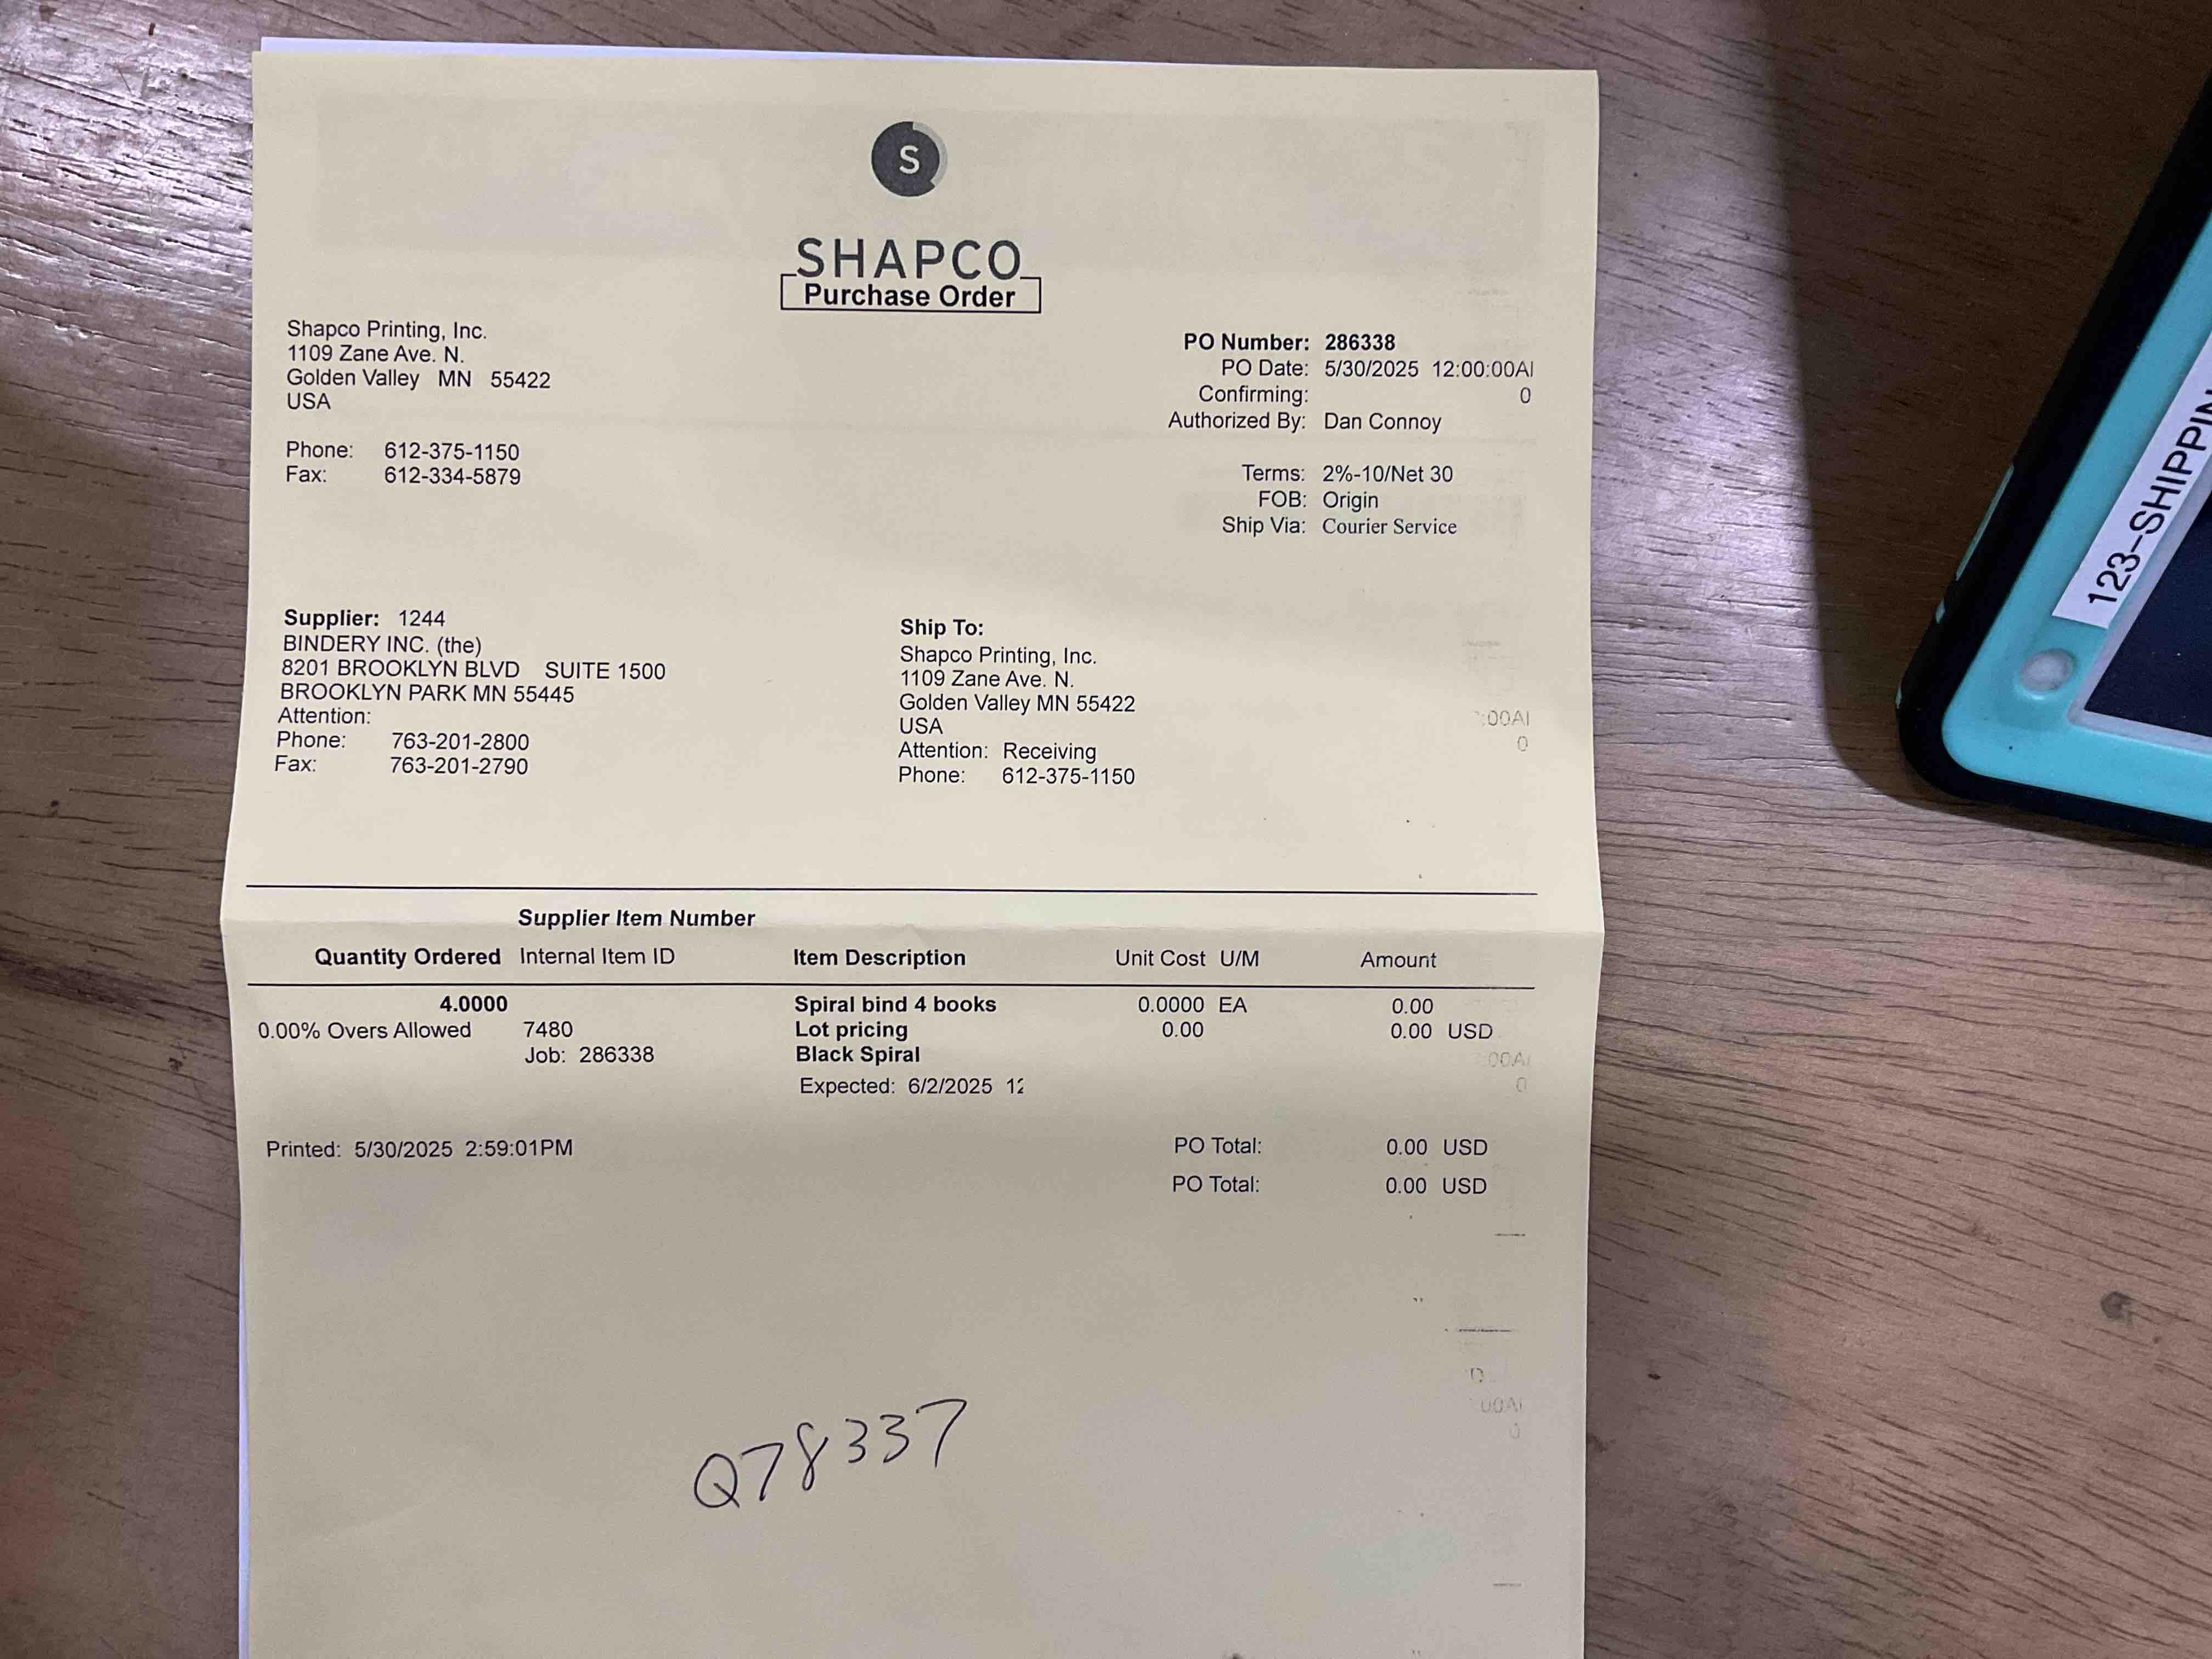 S
SHAPCO
Purchase Order
Shapco Printing, Inc.
1109 Zane Ave. N.
Golden Valley MN 55422
USA
Phone: 612-375-1150
Fax: 612-334-5879
PO Number: 286338
PO Date: 5/30/2025 12:00:00AI
Confirming: 0
Authorized By: Dan Connoy
Terms: 2%-10/Net 30
FOB: Origin
Ship Via: Courier Service
Supplier: 1244
BINDERY INC. (the)
8201 BROOKLYN BLVD SUITE 1500
BROOKLYN PARK MN 55445
Attention:
Phone: 763-201-2800
Fax: 763-201-2790
Ship To:
Shapco Printing, Inc.
1109 Zane Ave. N.
Golden Valley MN 55422
USA
Attention: Receiving
Phone: 612-375-1150
:00AI
0
Supplier Item Number
Quantity Ordered Internal Item ID Item Description Unit Cost U/M Amount
4.0000 Spiral bind 4 books 0.0000 EA 0.00
0.00% Overs Allowed 7480 Lot pricing 0.00 0.00 USD
Job: 286338 Black Spiral
:00AI
Expected: 6/2/2025 12
0
Printed: 5/30/2025 2:59:01PM PO Total: 0.00 USD
PO Total: 0.00 USD
00AI
0
Q78337
123-SHIPPIN